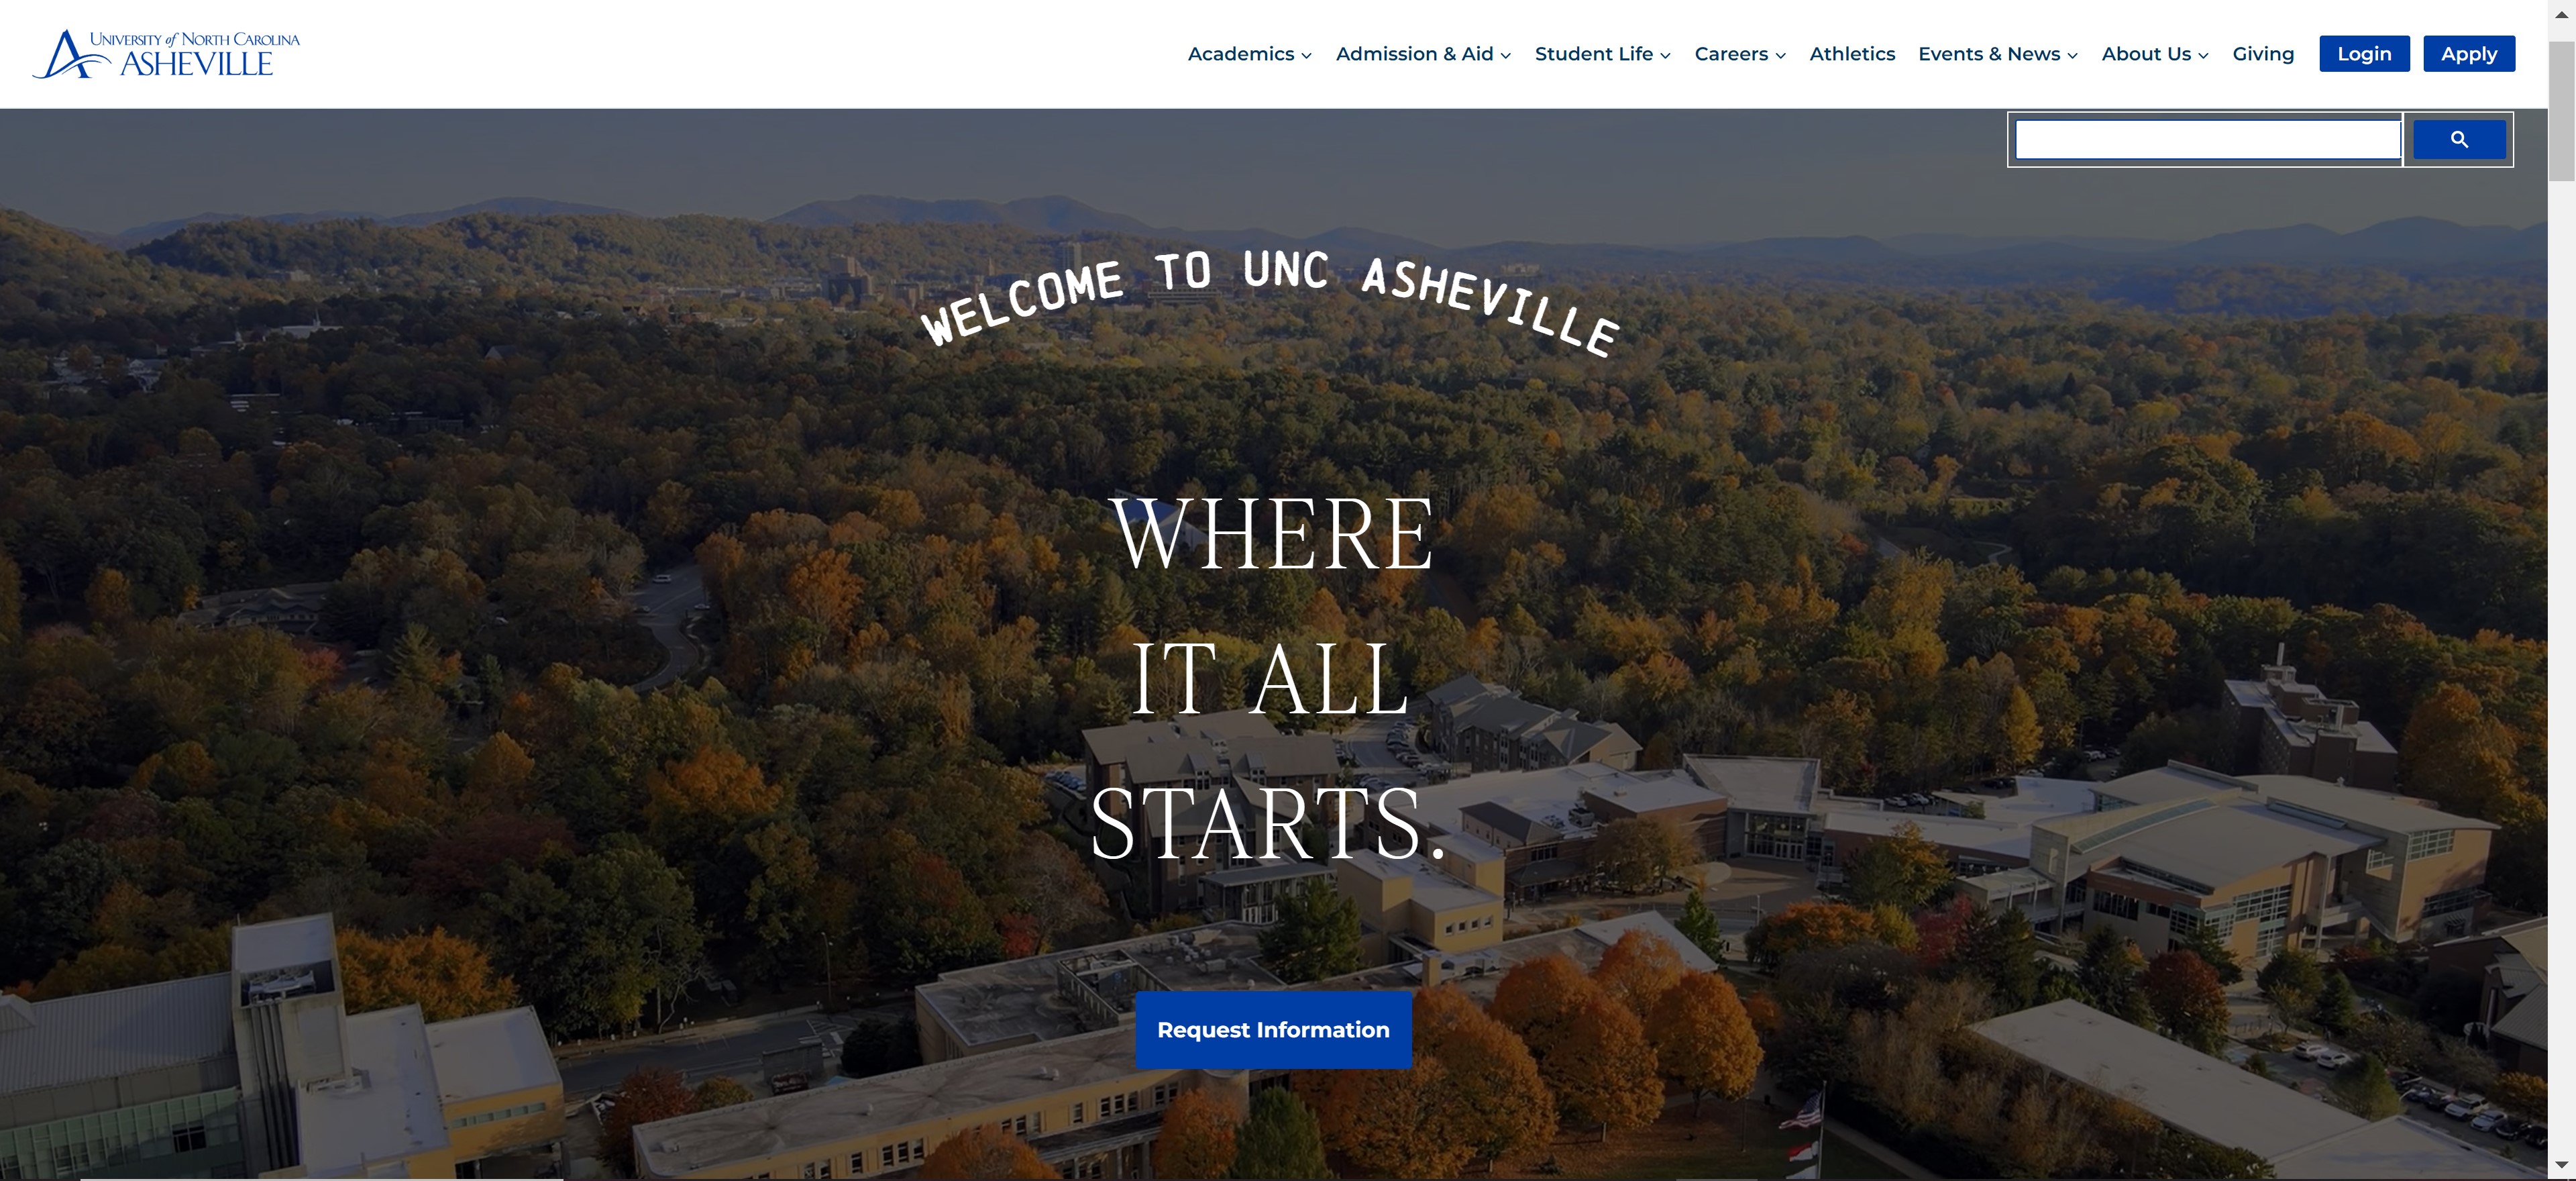 UNIVERSITY of NORTH CAROLINA
ASHEVILLE
Academics
Admission & Aid
Student Life
Careers
Athletics
Events & News
About Us
Giving
Login
Apply
WELCOME TO UNC ASHEVILLE
WHERE
IT ALL
STARTS.
Request Information